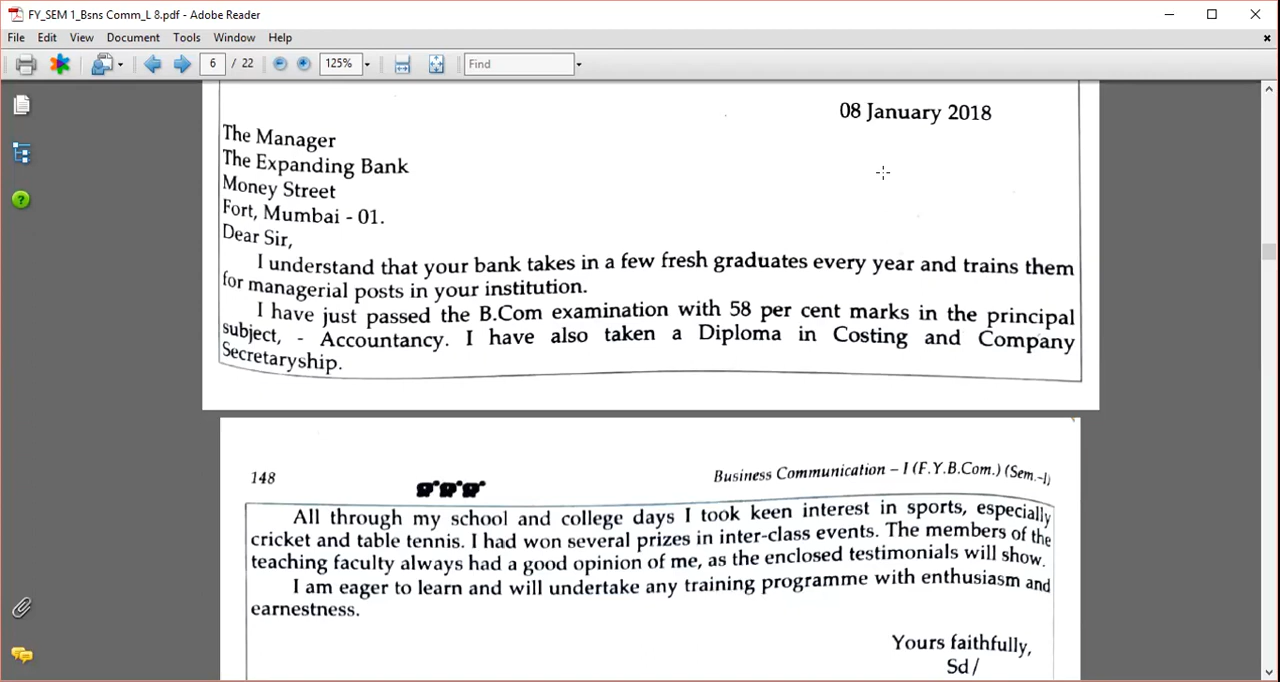 FY_SEM 1_Bsns Comm_L 8.pdf - Adobe Reader
File Edit View Document Tools Window Help
6 / 22 125% Find
08 January 2018
The Manager
The Expanding Bank
Money Street
Fort, Mumbai - 01.
Dear Sir,
I understand that your bank takes in a few fresh graduates every year and trains them
for managerial posts in your institution.
I have just passed the B.Com examination with 58 per cent marks in the principal
subject, - Accountancy. I have also taken a Diploma in Costing and Company
Secretaryship.
148 Business Communication – I (F.Y.B.Com.) (Sem.-I)
All through my school and college days I took keen interest in sports, especially
cricket and table tennis. I had won several prizes in inter-class events. The members of the
teaching faculty always had a good opinion of me, as the enclosed testimonials will show.
I am eager to learn and will undertake any training programme with enthusiasm and
earnestness.
Yours faithfully,
Sd/